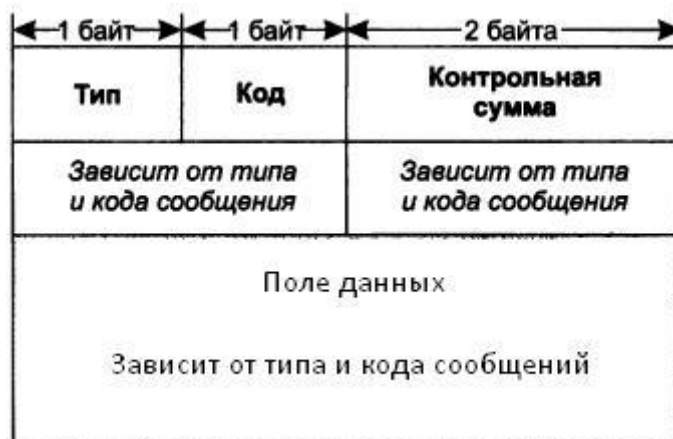 1 байт 1 байт 2 байта
Тип Код Контрольная
сумма
Зависит от типа Зависит от типа
и кода сообщения и кода сообщения
Поле данных
Зависит от типа и кода сообщений